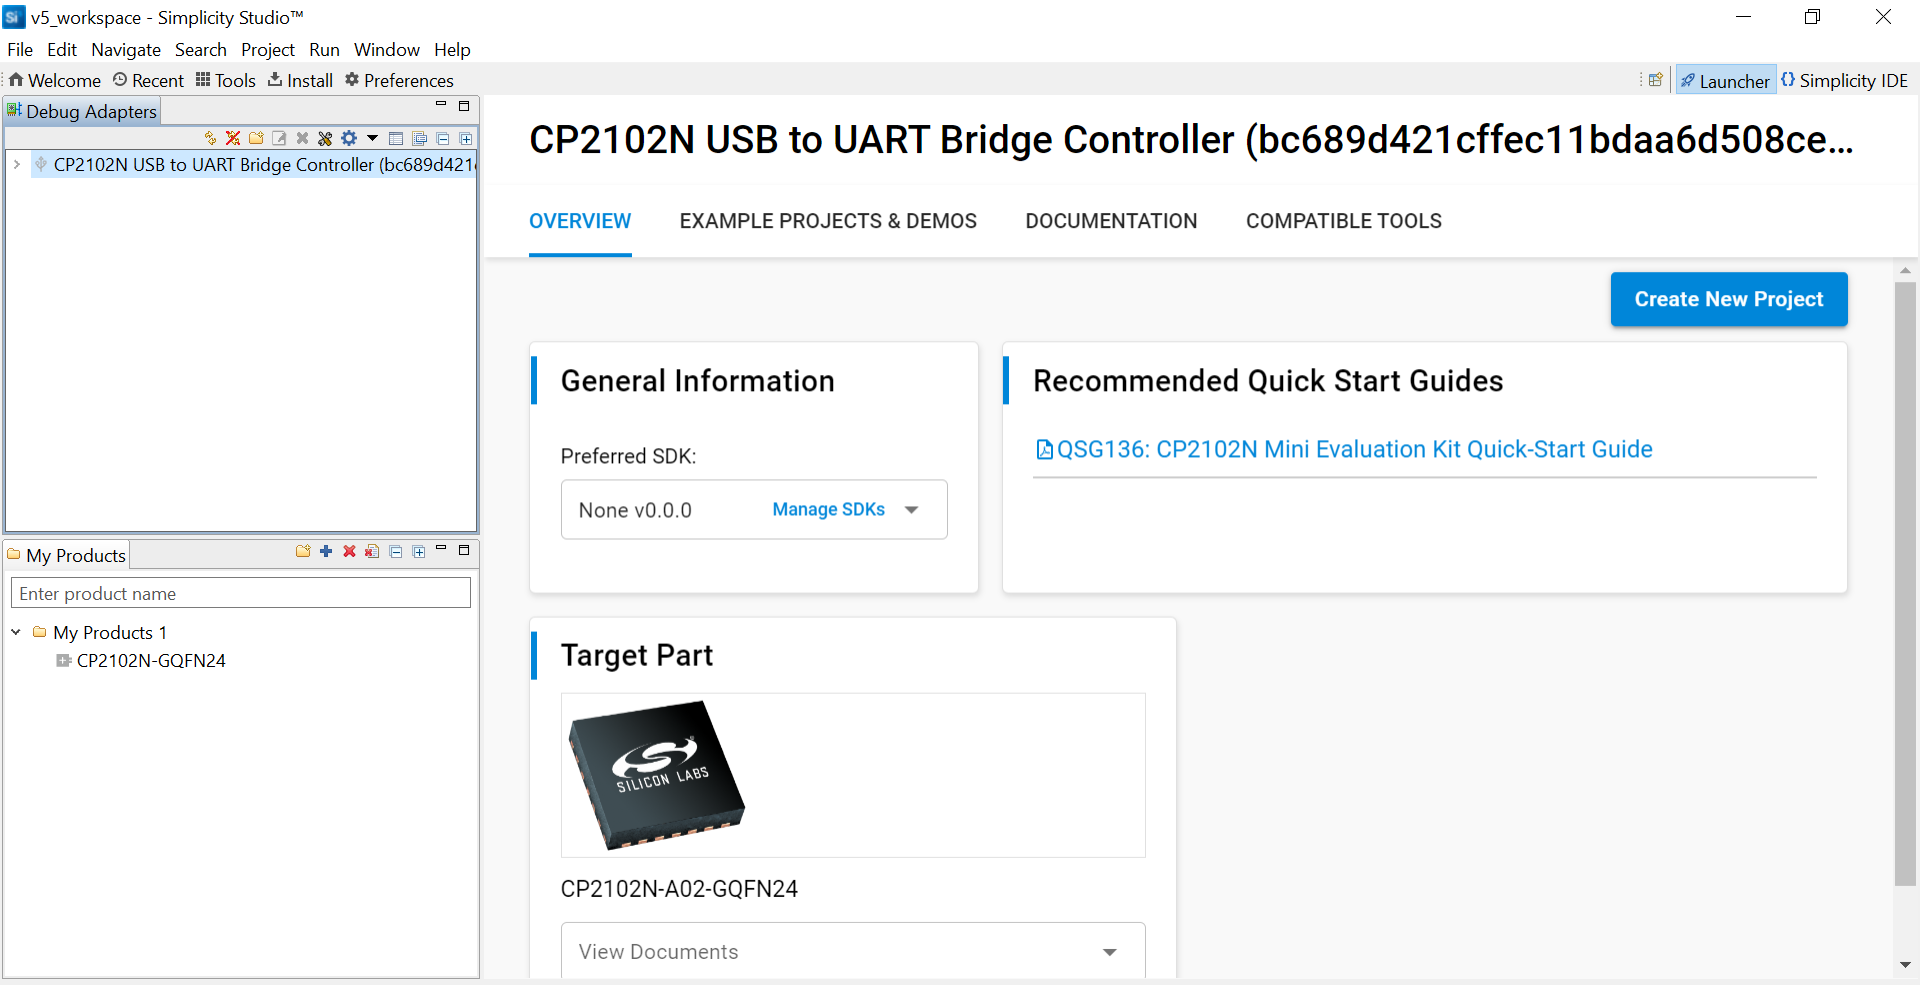 v5_workspace - Simplicity Studio™
File Edit Navigate Search Project Run Window Help
Welcome Recent Tools Install Preferences
Launcher Simplicity IDE
Debug Adapters
CP2102N USB to UART Bridge Controller (bc689d421
My Products
Enter product name
My Products 1
CP2102N-GQFN24
CP2102N USB to UART Bridge Controller (bc689d421cffec11bdaa6d508ce...
OVERVIEW EXAMPLE PROJECTS & DEMOS DOCUMENTATION COMPATIBLE TOOLS
Create New Project
General Information
Preferred SDK:
None v0.0.0 Manage SDKs
Recommended Quick Start Guides
QSG136: CP2102N Mini Evaluation Kit Quick-Start Guide
Target Part
SILICON LABS
CP2102N-A02-GQFN24
View Documents